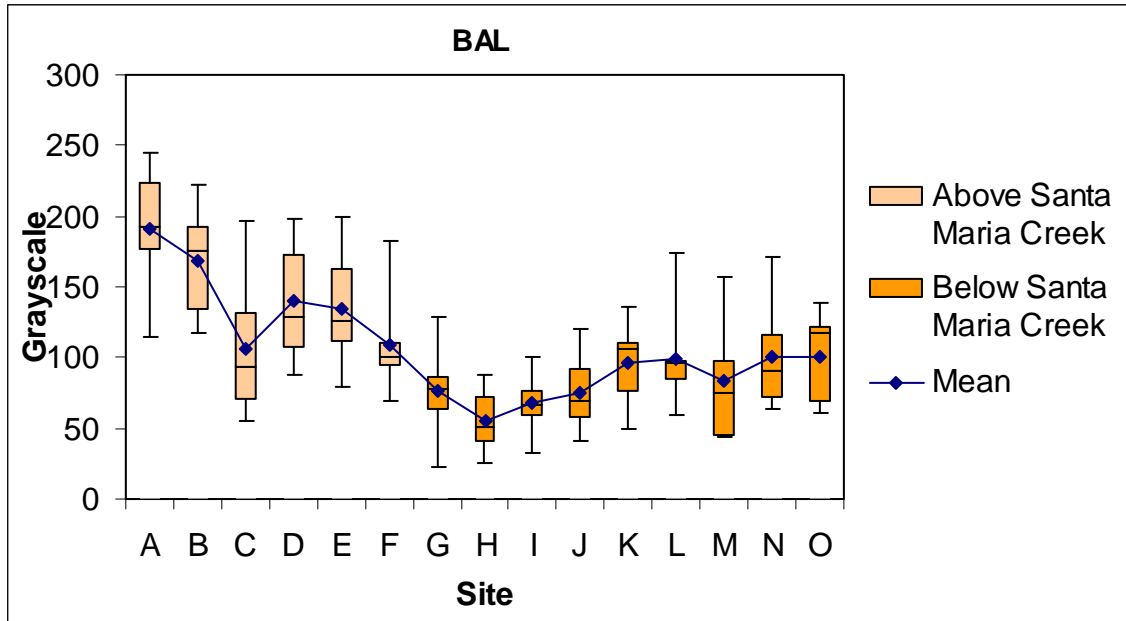 BAL
300
250
200
150
100
50
0
Grayscale
A B C D E F G H I J K L M N O
Site
Above Santa
Maria Creek
Below Santa
Maria Creek
Mean